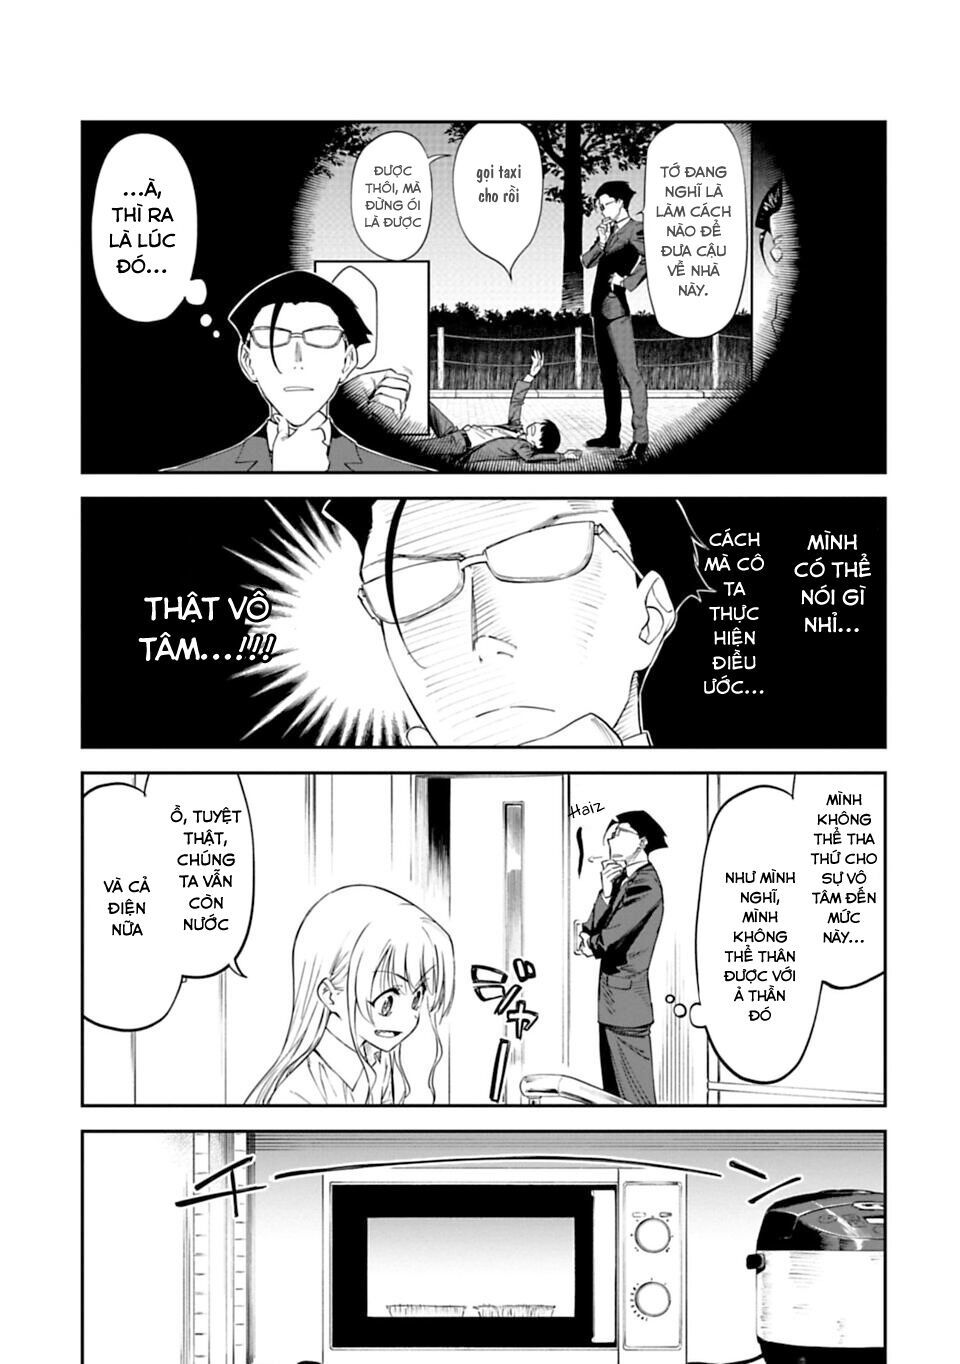 TỚ ĐANG
NGHĨ LÀ
LÀM CÁCH
NÀO ĐỂ
ĐƯA CẬU
VỀ NHÀ
NÀY.
gọi taxi
cho rồi
ĐƯỢC
THÔI, MÀ
ĐỪNG ÓI
LÀ ĐƯỢC
...À,
THÌ RA
LÀ LÚC
ĐÓ...
MÌNH
CÓ THỂ
NÓI GÌ
NHỈ...
CÁCH
MÀ CÔ
TA
THỰC
HIỆN
ĐIỀU
ƯỚC...
THẬT VÔ
TÂM...!!!
MÌNH
KHÔNG
THỂ THA
THỨ CHO
SỰ VÔ
TÂM ĐẾN
MỨC
NÀY...
NHƯ MÌNH
NGHĨ,
MÌNH
KHÔNG
THỂ THÂN
ĐƯỢC VỚI
Ả THẦN
ĐÓ
Haiz
ジャー
Ồ, TUYỆT
THẬT,
CHÚNG
TA VẪN
CÒN
NƯỚC
VÀ CẢ
ĐIỆN
NỮA